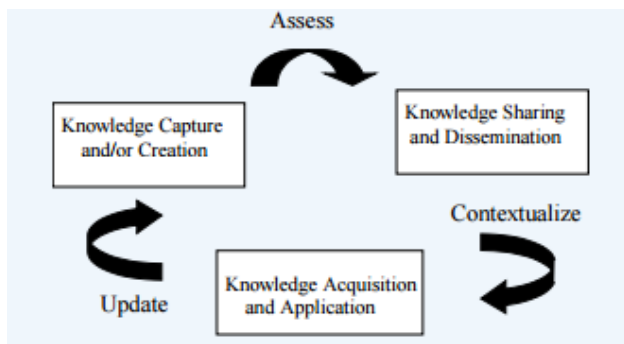 Assess
Knowledge Capture
and/or Creation
Knowledge Sharing
and Dissemination
Contextualize
Knowledge Acquisition
and Application
Update